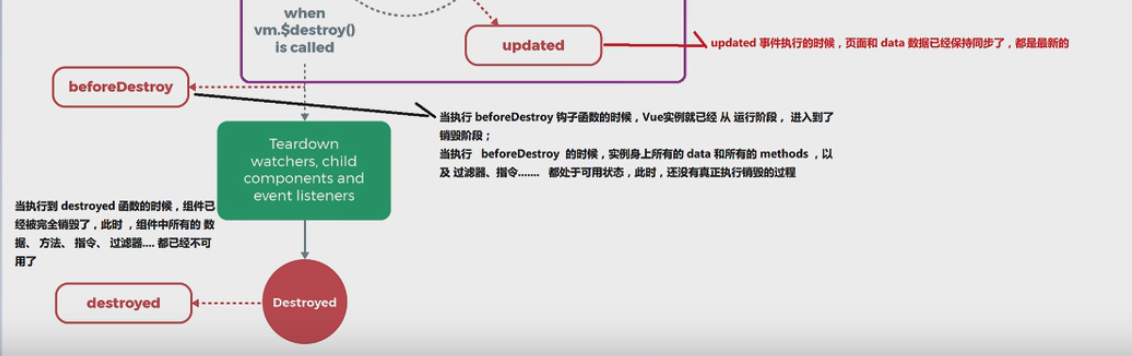 when
vm.$destroy()
is called
updated
updated 事件执行的时候，页面和 data 数据已经保持同步了，都是最新的
beforeDestroy
当执行 beforeDestroy 钩子函数的时候，Vue实例就已经 从 运行阶段 ，进入到了
销毁阶段；
当执行 beforeDestroy 的时候，实例身上所有的 data 和所有的 methods ，以
及 过滤器、指令....... 都处于可用状态，此时，还没有真正执行销毁的过程
Teardown
watchers, child
components and
event listeners
当执行到 destroyed 函数的时候，组件已
经被完全销毁了，此时 ，组件中所有的 数
据、 方法、 指令、 过滤器.... 都已经不可
用了
destroyed
Destroyed